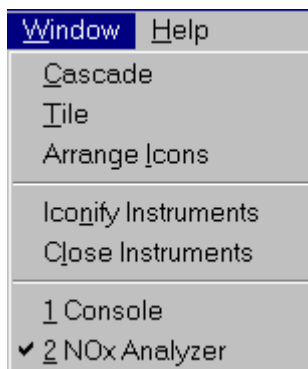 Window Help
Cascade
Tile
Arrange Icons
Iconify Instruments
Close Instruments
1 Console
✔ 2 NOx Analyzer